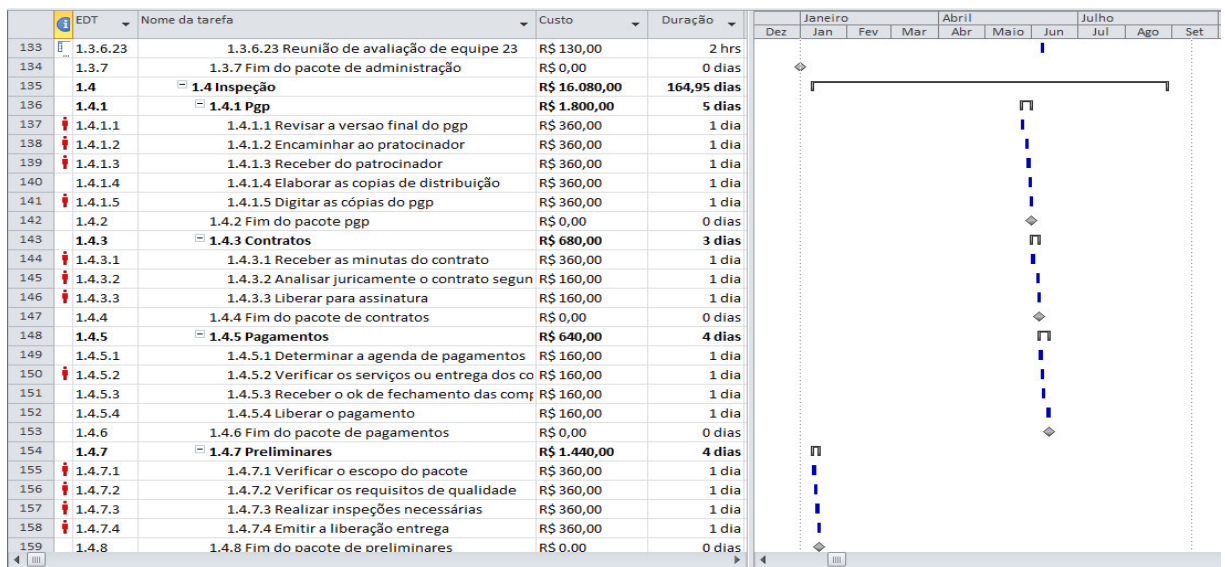 EDT Nome da tarefa Custo Duração Janeiro Abril Julho
Dez Jan Fev Mar Abr Maio Jun Jul Ago Set
133 1.3.6.23 1.3.6.23 Reunião de avaliação de equipe 23 R$ 130,00 2 hrs
134 1.3.7 1.3.7 Fim do pacote de administração R$ 0,00 0 dias
135 1.4 1.4 Inspeção R$ 16.080,00 164,95 dias
136 1.4.1 1.4.1 Pgp R$ 1.800,00 5 dias
137 1.4.1.1 1.4.1.1 Revisar a versao final do pgp R$ 360,00 1 dia
138 1.4.1.2 1.4.1.2 Encaminhar ao pratocinador R$ 360,00 1 dia
139 1.4.1.3 1.4.1.3 Receber do patrocinador R$ 360,00 1 dia
140 1.4.1.4 1.4.1.4 Elaborar as copias de distribuição R$ 360,00 1 dia
141 1.4.1.5 1.4.1.5 Digitar as cópias do pgp R$ 360,00 1 dia
142 1.4.2 1.4.2 Fim do pacote pgp R$ 0,00 0 dias
143 1.4.3 1.4.3 Contratos R$ 680,00 3 dias
144 1.4.3.1 1.4.3.1 Receber as minutas do contrato R$ 360,00 1 dia
145 1.4.3.2 1.4.3.2 Analisar juricamente o contrato segun R$ 160,00 1 dia
146 1.4.3.3 1.4.3.3 Liberar para assinatura R$ 160,00 1 dia
147 1.4.4 1.4.4 Fim do pacote de contratos R$ 0,00 0 dias
148 1.4.5 1.4.5 Pagamentos R$ 640,00 4 dias
149 1.4.5.1 1.4.5.1 Determinar a agenda de pagamentos R$ 160,00 1 dia
150 1.4.5.2 1.4.5.2 Verificar os serviços ou entrega dos co R$ 160,00 1 dia
151 1.4.5.3 1.4.5.3 Receber o ok de fechamento das comp R$ 160,00 1 dia
152 1.4.5.4 1.4.5.4 Liberar o pagamento R$ 160,00 1 dia
153 1.4.6 1.4.6 Fim do pacote de pagamentos R$ 0,00 0 dias
154 1.4.7 1.4.7 Preliminares R$ 1.440,00 4 dias
155 1.4.7.1 1.4.7.1 Verificar o escopo do pacote R$ 360,00 1 dia
156 1.4.7.2 1.4.7.2 Verificar os requisitos de qualidade R$ 360,00 1 dia
157 1.4.7.3 1.4.7.3 Realizar inspeções necessárias R$ 360,00 1 dia
158 1.4.7.4 1.4.7.4 Emitir a liberação entrega R$ 360,00 1 dia
159 1.4.8 1.4.8 Fim do pacote de preliminares R$ 0,00 0 dias